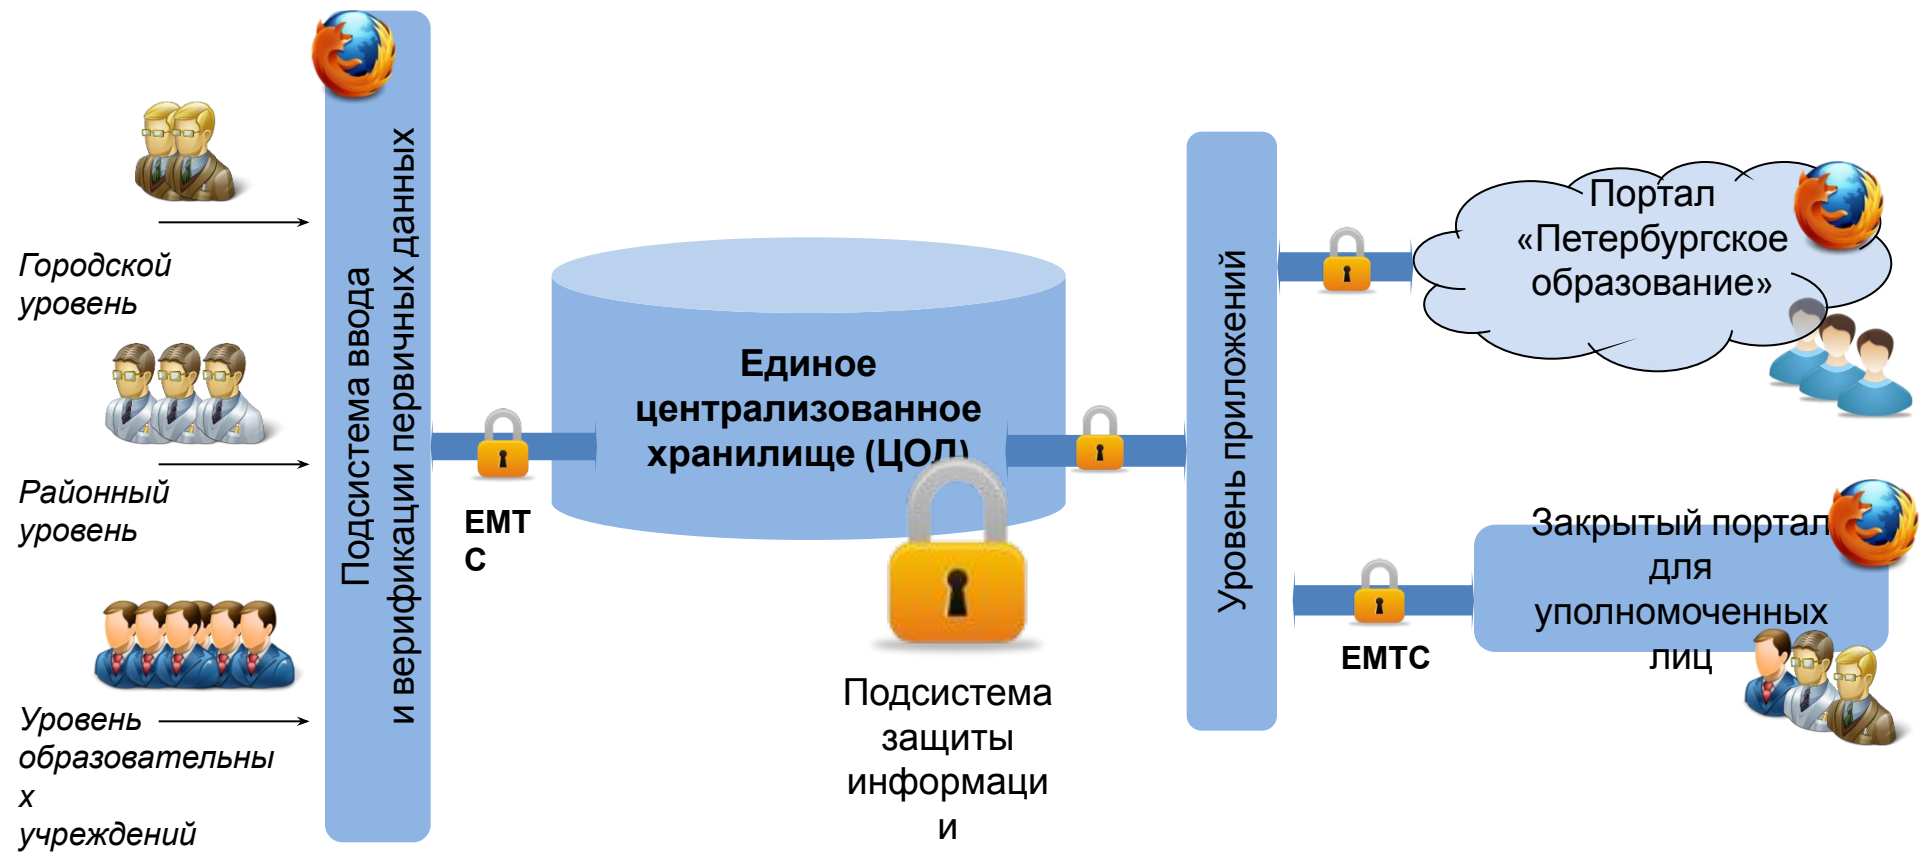 Городской
уровень
Районный
уровень
Уровень
образовательны
х
учреждений
Подсистема ввода
и верификации первичных данных
ЕМТ
С
Единое
централизованное
хранилище (ЦОД)
Подсистема
защиты
информаци
и
Уровень приложений
Портал
«Петербургское
образование»
ЕМТС
Закрытый портал
для
уполномоченных
лиц